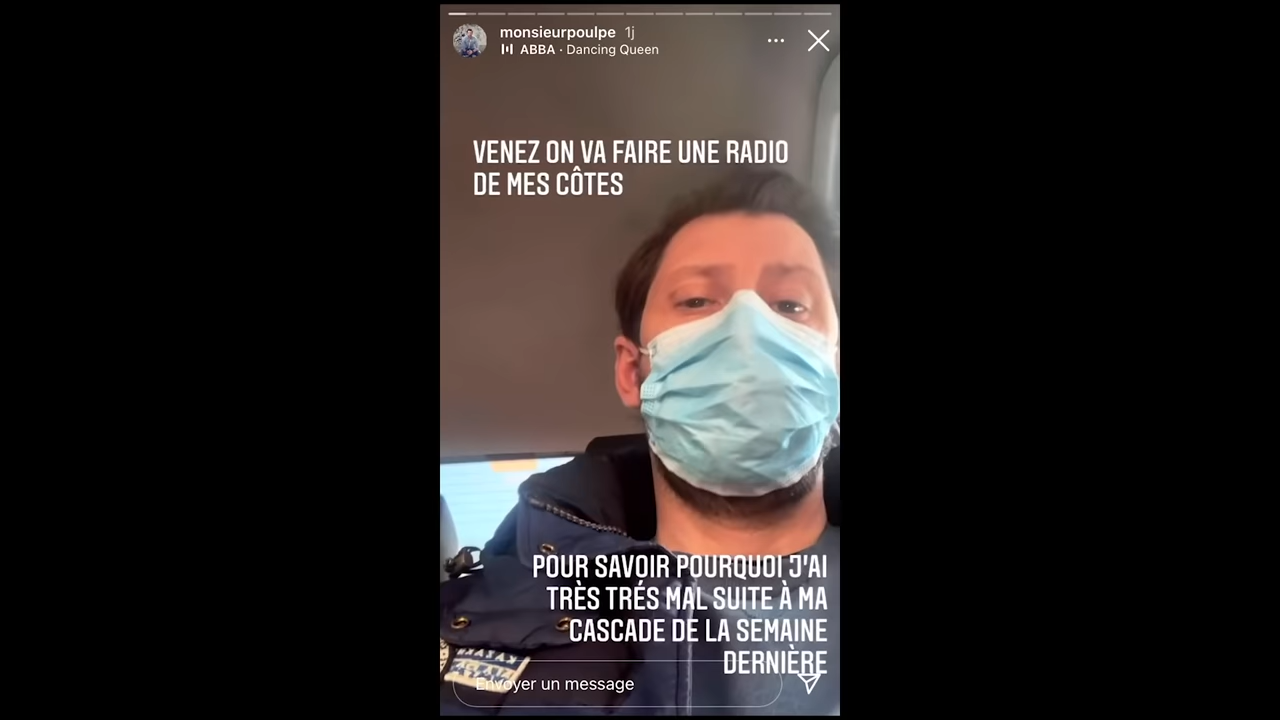 monsieurpoulpe 1j
ABBA · Dancing Queen
VENEZ ON VA FAIRE UNE RADIO
DE MES CÔTES
POUR SAVOIR POURQUOI J'AI
TRÈS TRÉS MAL SUITE À MA
CASCADE DE LA SEMAINE
DERNIÈRE
Envoyer un message